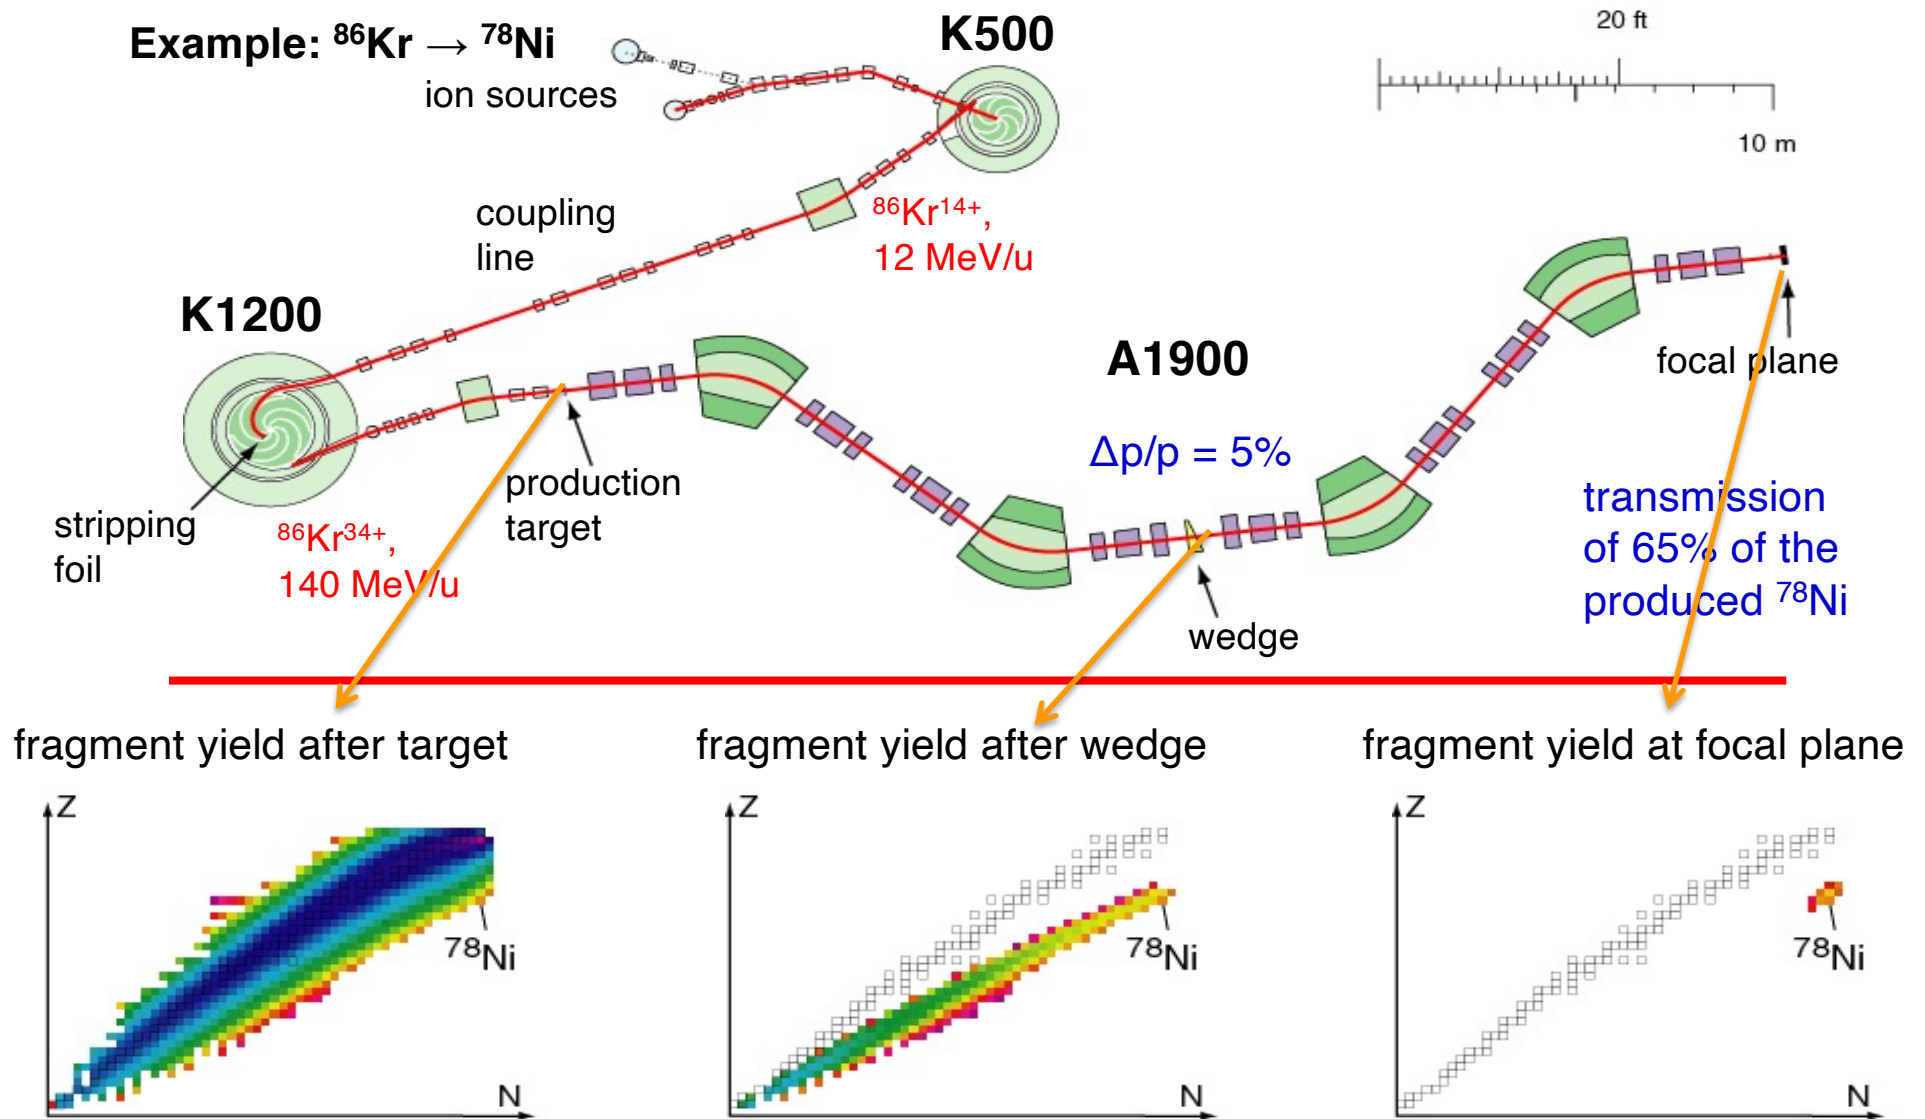 Example: ⁸⁶Kr → ⁷⁸Ni
ion sources
K500
20 ft
10 m
coupling
line
⁸⁶Kr¹⁴⁺,
12 MeV/u
K1200
A1900
focal plane
Δp/p = 5%
production
target
stripping
foil
⁸⁶Kr³⁴⁺,
140 MeV/u
transmission
of 65% of the
produced ⁷⁸Ni
wedge
fragment yield after target
fragment yield after wedge
fragment yield at focal plane
Z
⁷⁸Ni
N
Z
⁷⁸Ni
N
Z
⁷⁸Ni
N